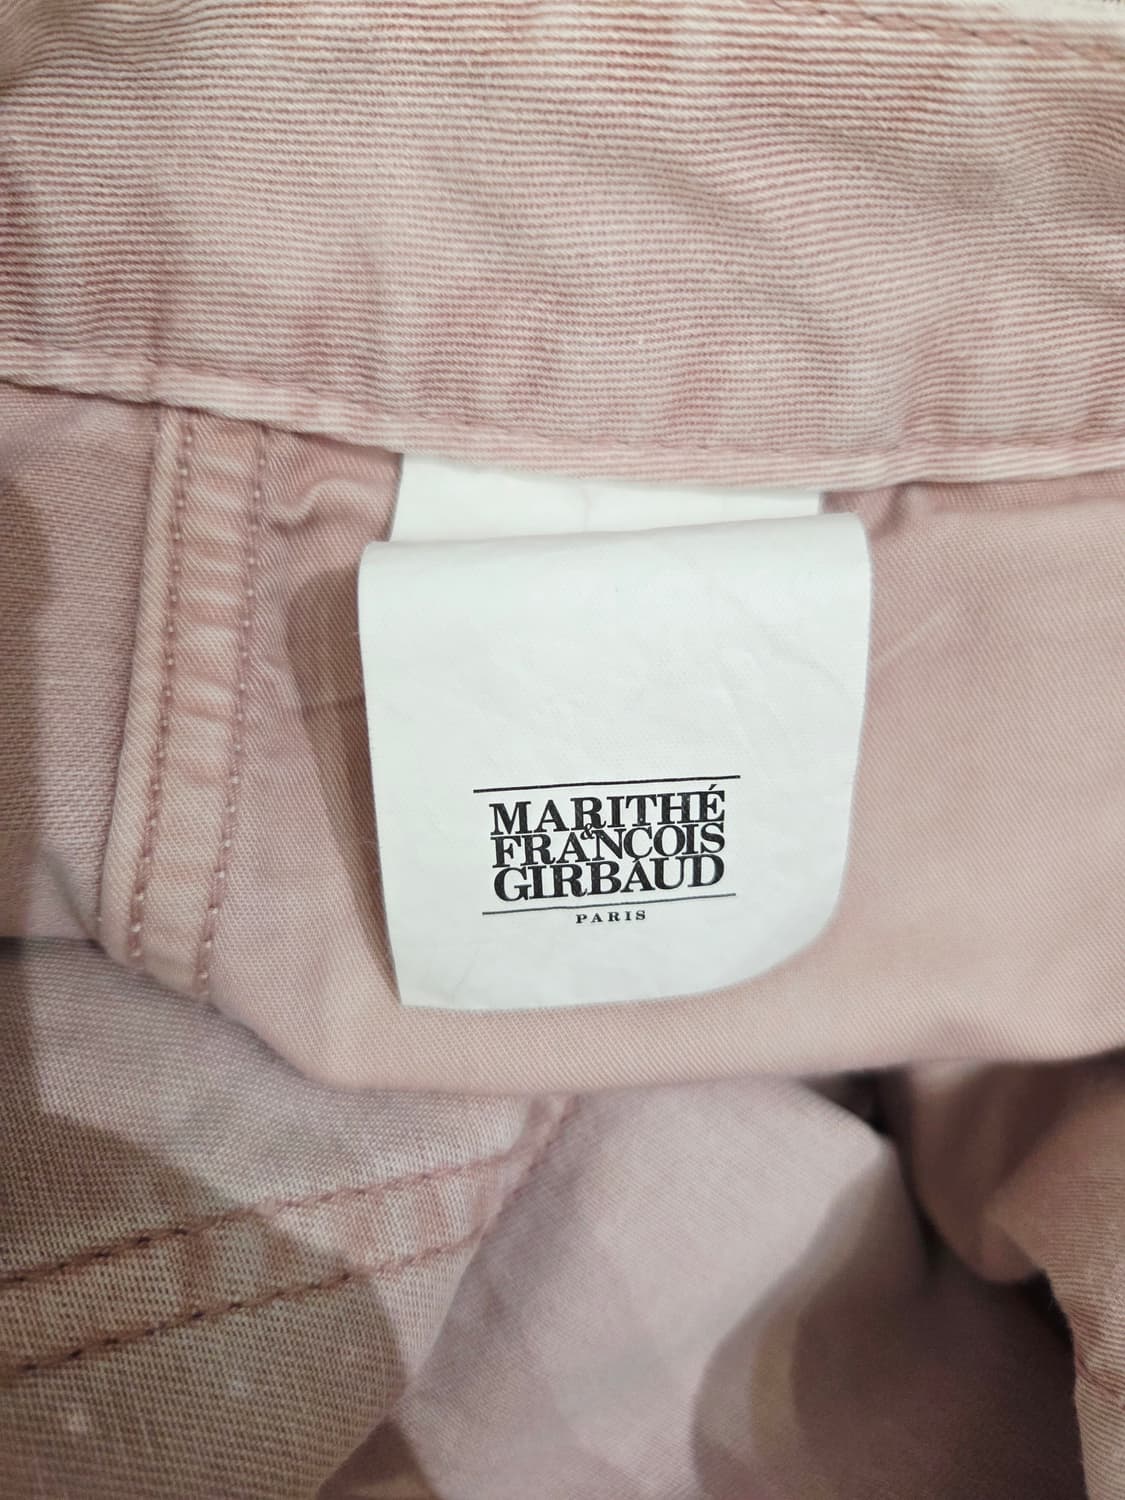 MARITHÉ
&
FRANÇOIS
GIRBAUD
PARIS